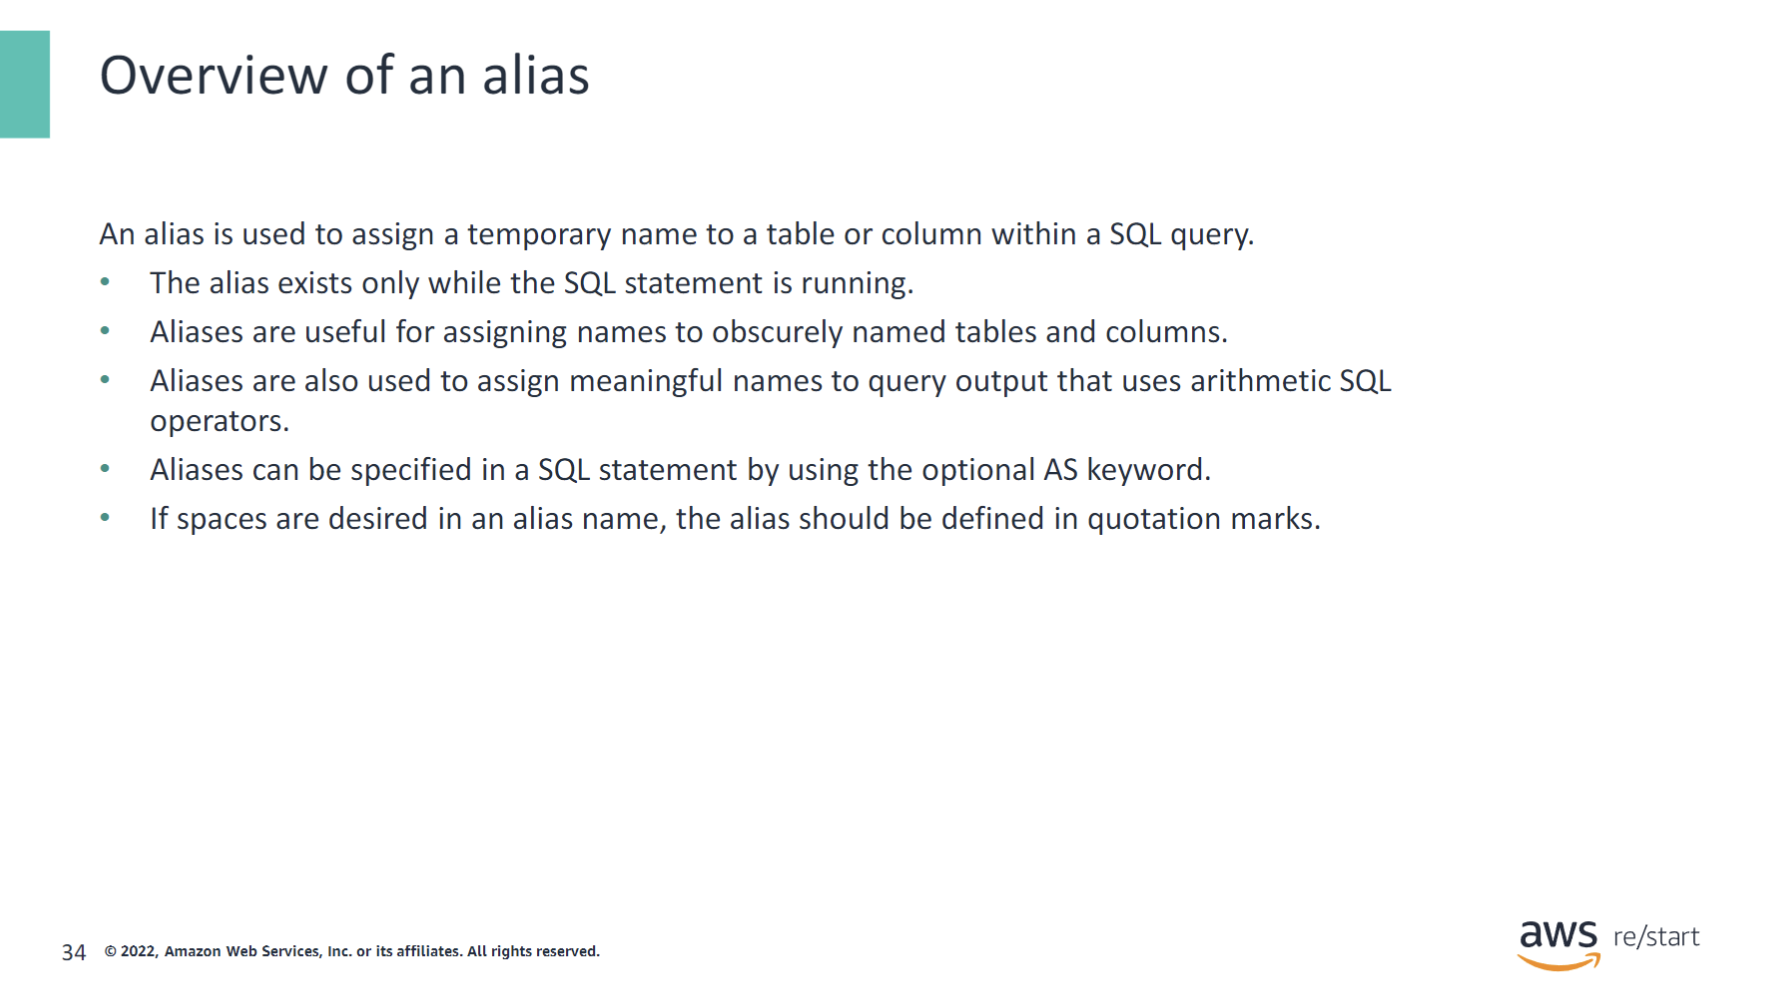 Overview of an alias
An alias is used to assign a temporary name to a table or column within a SQL query.
• The alias exists only while the SQL statement is running.
• Aliases are useful for assigning names to obscurely named tables and columns.
• Aliases are also used to assign meaningful names to query output that uses arithmetic SQL
operators.
• Aliases can be specified in a SQL statement by using the optional AS keyword.
• If spaces are desired in an alias name, the alias should be defined in quotation marks.
34 © 2022, Amazon Web Services, Inc. or its affiliates. All rights reserved.
aws re/start